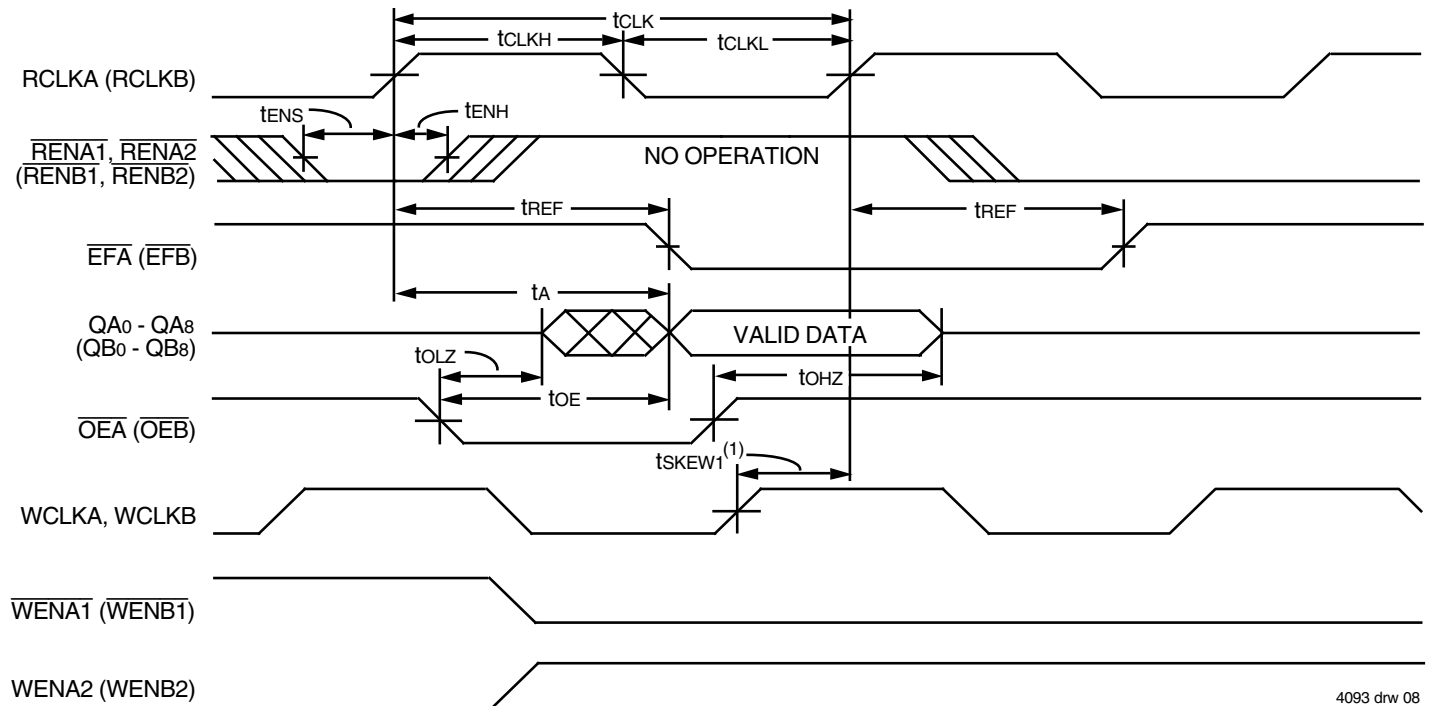 tCLK
tCLKH
tCLKL
RCLKA (RCLKB)
tENS
tENH
RENA1, RENA2
(RENB1, RENB2)
NO OPERATION
tREF
tREF
EFA (EFB)
tA
QA0 - QA8
(QB0 - QB8)
VALID DATA
tOLZ
tOHZ
tOE
OEA (OEB)
tSKEW1(1)
WCLKA, WCLKB
WENA1 (WENB1)
WENA2 (WENB2)
4093 drw 08